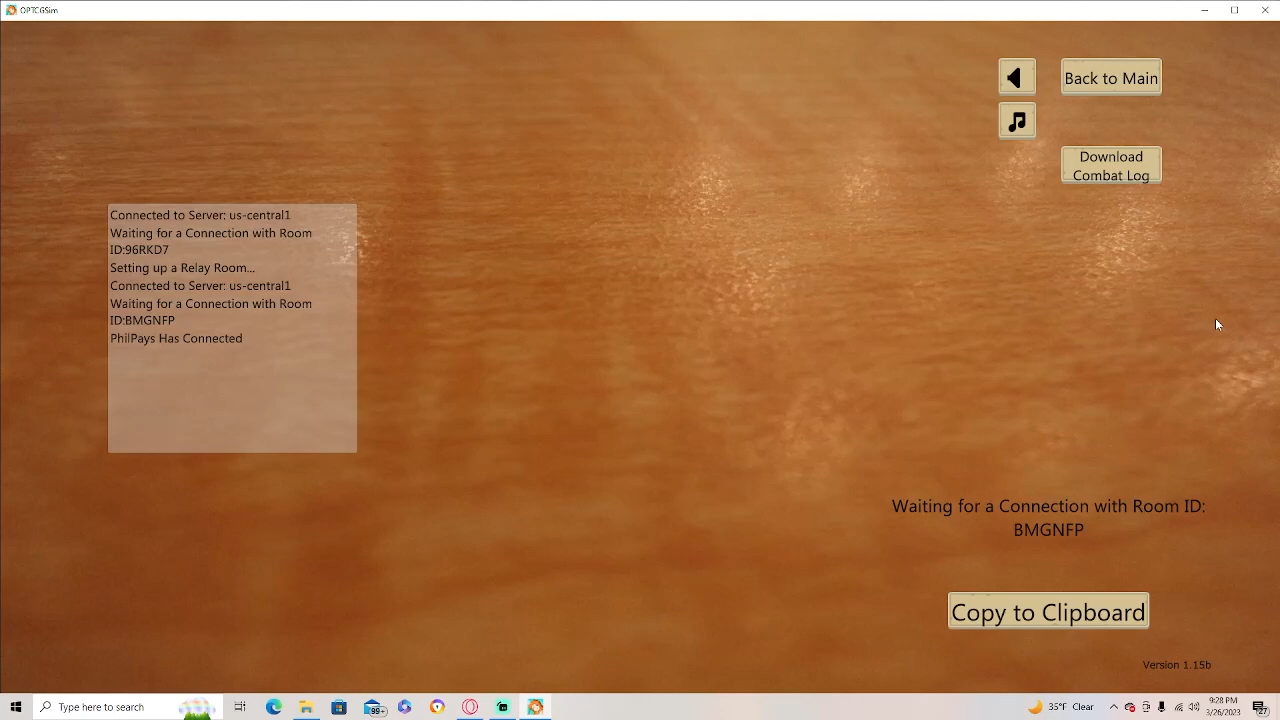 OPTCGSim
Back to Main
Download
Combat Log
Connected to Server: us-central1
Waiting for a Connection with Room
ID:96RKD7
Setting up a Relay Room...
Connected to Server: us-central1
Waiting for a Connection with Room
ID:BMGNFP
PhilPays Has Connected
Waiting for a Connection with Room ID:
BMGNFP
Copy to Clipboard
Version 1.15b
Type here to search
99+
35°F Clear
9:28 PM
3/26/2023
27